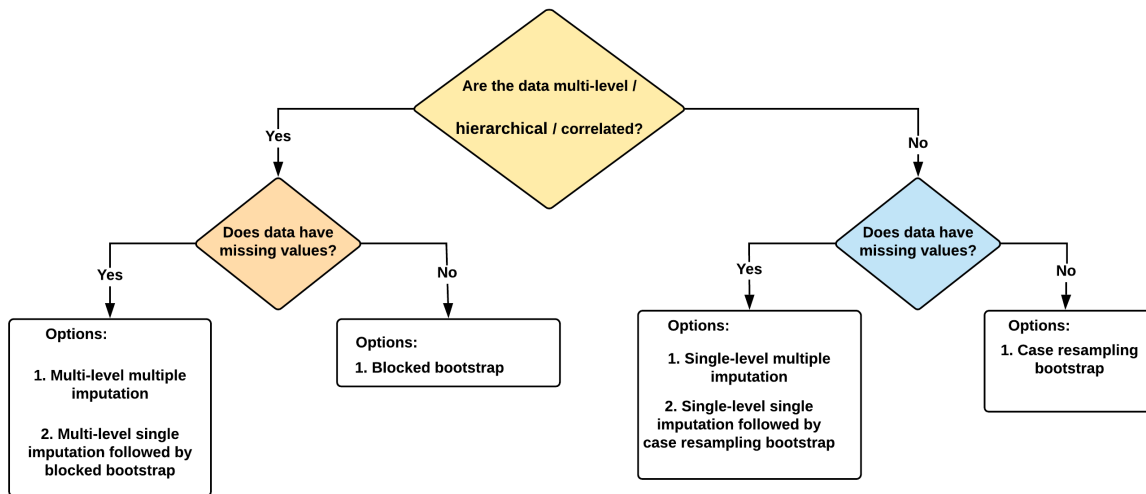 Are the data multi-level /
hierarchical / correlated?
Yes
No
Does data have
missing values?
Does data have
missing values?
Yes
No
Yes
No
Options:
1. Multi-level multiple
imputation
2. Multi-level single
imputation followed by
blocked bootstrap
Options:
1. Blocked bootstrap
Options:
1. Single-level multiple
imputation
2. Single-level single
imputation followed by
case resampling bootstrap
Options:
1. Case resampling
bootstrap